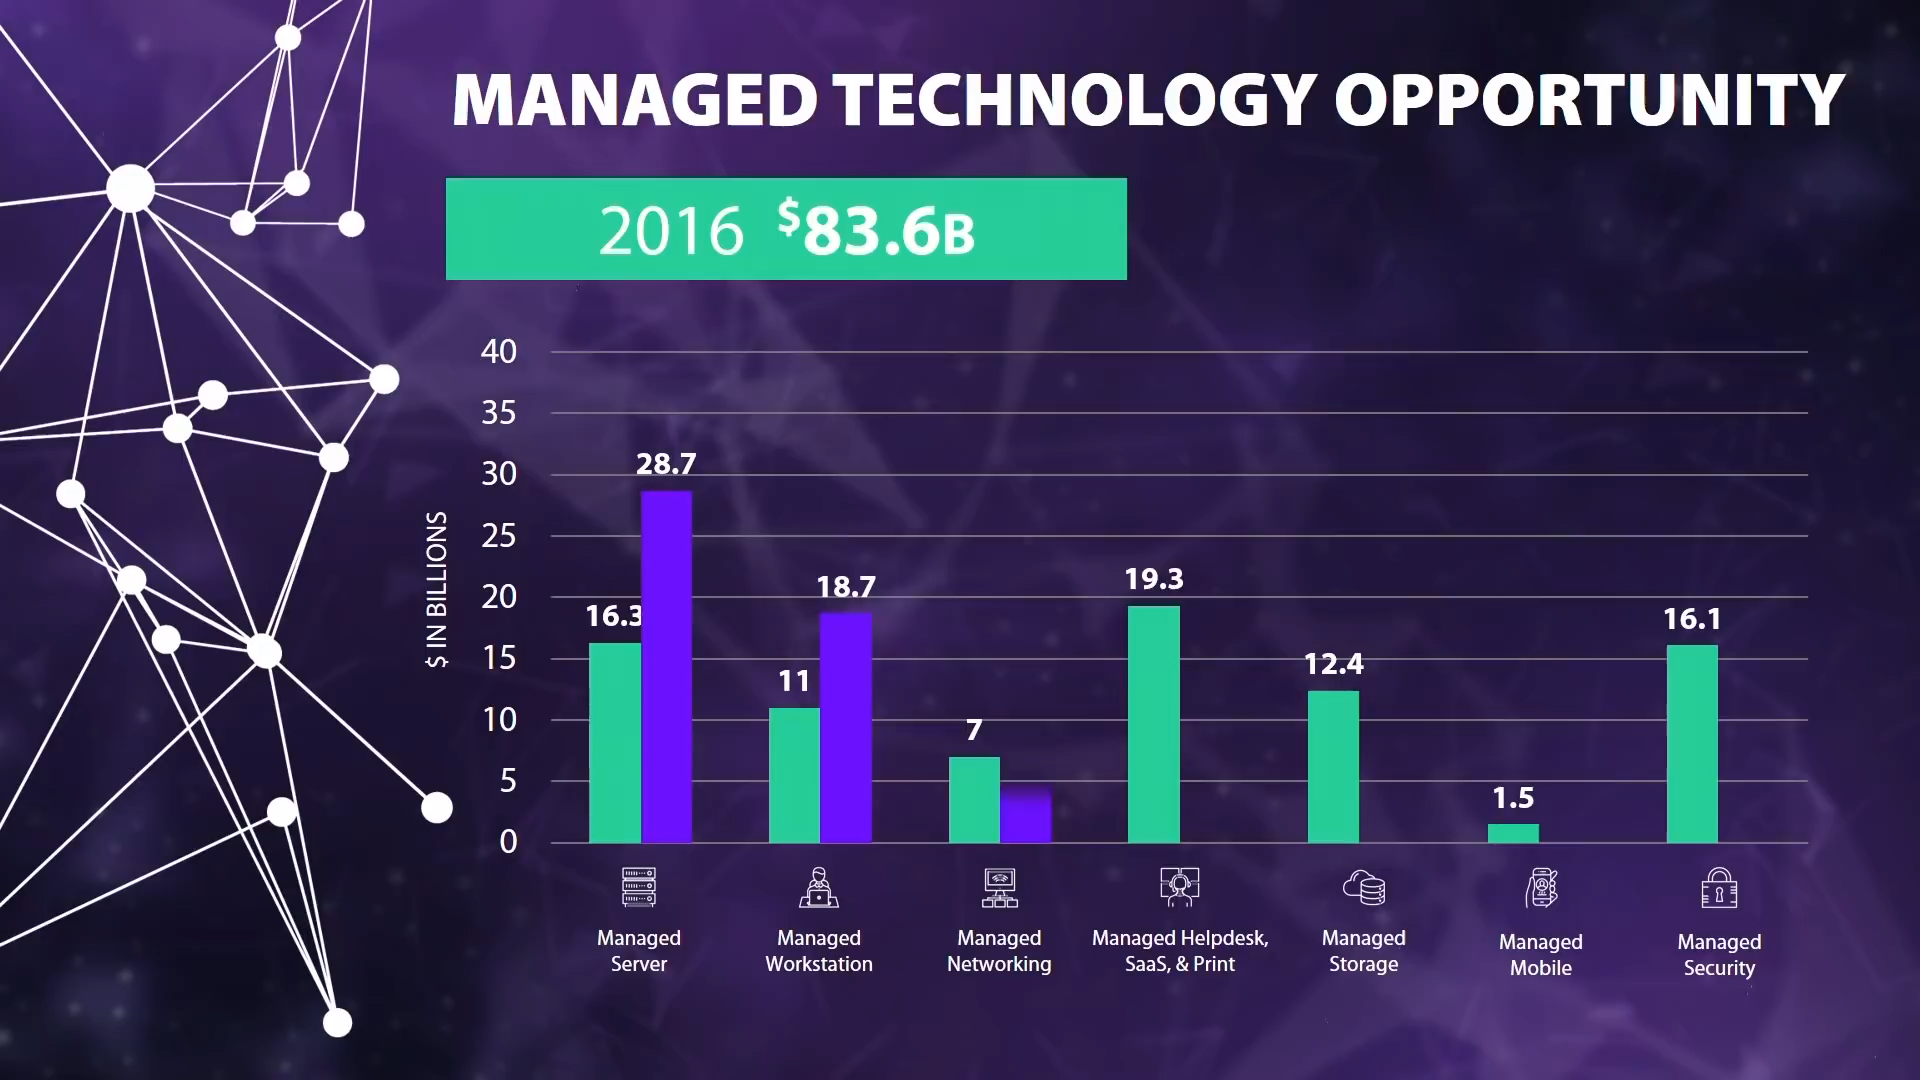 MANAGED TECHNOLOGY OPPORTUNITY
2016 $83.6B
40
35
30
25
20
15
10
5
0
$ IN BILLIONS
16.3
28.7
11
18.7
7
19.3
12.4
1.5
16.1
Managed
Server
Managed
Workstation
Managed
Networking
Managed Helpdesk,
SaaS, & Print
Managed
Storage
Managed
Mobile
Managed
Security